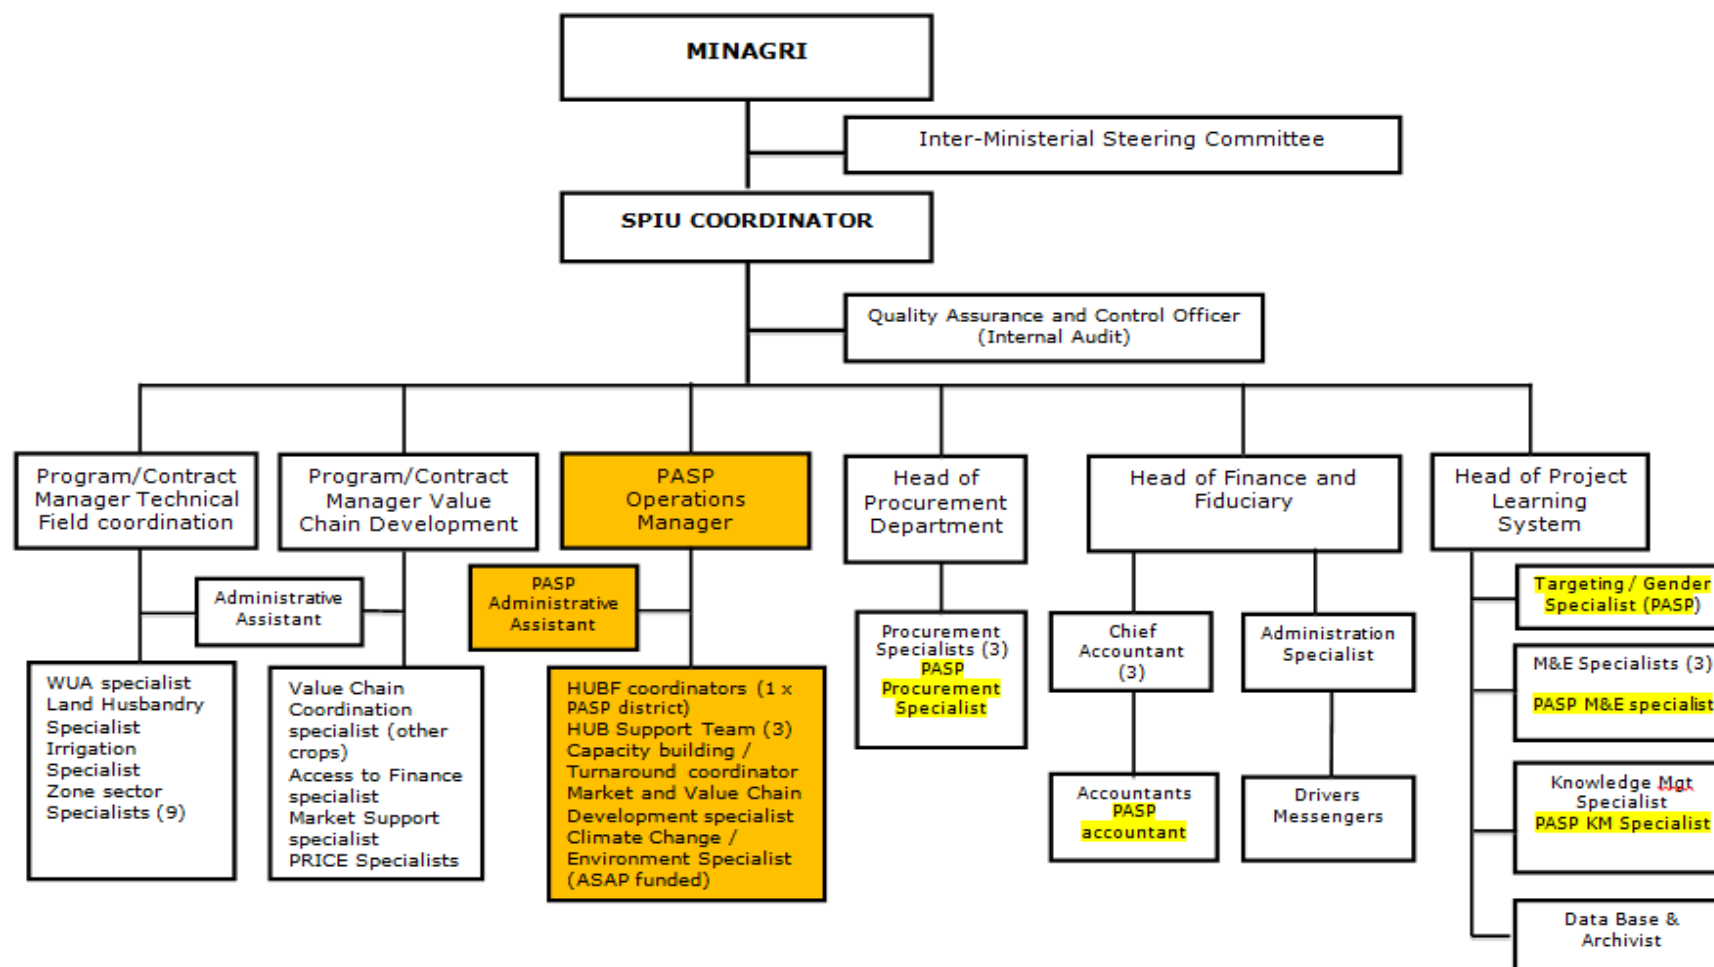 MINAGRI
Inter-Ministerial Steering Committee
SPIU COORDINATOR
Quality Assurance and Control Officer
(Internal Audit)
Program/Contract
Manager Technical
Field coordination
Program/Contract
Manager Value
Chain Development
PASP
Operations
Manager
Head of
Procurement
Department
Head of Finance and
Fiduciary
Head of Project
Learning
System
Administrative
Assistant
PASP
Administrative
Assistant
WUA specialist
Land Husbandry
Specialist
Irrigation
Specialist
Zone sector
Specialists (9)
Value Chain
Coordination
specialist (other
crops)
Access to Finance
specialist
Market Support
specialist
PRICE Specialists
HUBF coordinators (1 x
PASP district)
HUB Support Team (3)
Capacity building /
Turnaround coordinator
Market and Value Chain
Development specialist
Climate Change /
Environment Specialist
(ASAP funded)
Procurement
Specialists (3)
PASP
Procurement
Specialist
Chief
Accountant
(3)
Administration
Specialist
Accountants
PASP
accountant
Drivers
Messengers
Targeting / Gender
Specialist (PASP)
M&E Specialists (3)
PASP M&E specialist
Knowledge Mgt
Specialist
PASP KM Specialist
Data Base &
Archivist